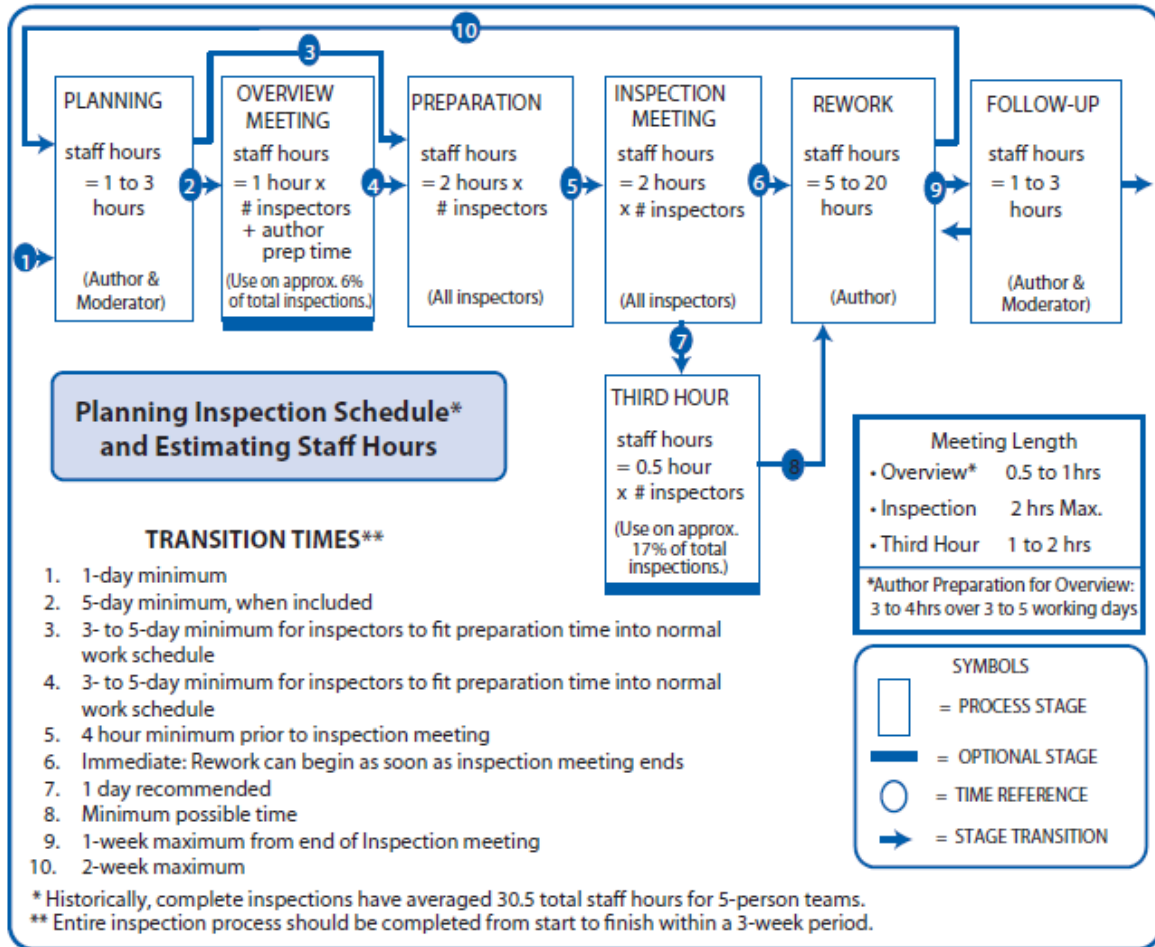 10
3
PLANNING
staff hours
= 1 to 3
hours
(Author &
Moderator)
1
2
OVERVIEW
MEETING
staff hours
= 1 hour x
# inspectors
+ author
prep time
(Use on approx. 6%
of total inspections.)
4
PREPARATION
staff hours
= 2 hours x
# inspectors
(All inspectors)
5
INSPECTION
MEETING
staff hours
= 2 hours
x # inspectors
(All inspectors)
6
7
REWORK
staff hours
= 5 to 20
hours
(Author)
9
FOLLOW-UP
staff hours
= 1 to 3
hours
(Author &
Moderator)
THIRD HOUR
staff hours
= 0.5 hour
x # inspectors
(Use on approx.
17% of total
inspections.)
8
Planning Inspection Schedule*
and Estimating Staff Hours
Meeting Length
• Overview* 0.5 to 1hrs
• Inspection 2 hrs Max.
• Third Hour 1 to 2 hrs
*Author Preparation for Overview:
3 to 4hrs over 3 to 5 working days
TRANSITION TIMES**
1. 1-day minimum
2. 5-day minimum, when included
3. 3- to 5-day minimum for inspectors to fit preparation time into normal
work schedule
4. 3- to 5-day minimum for inspectors to fit preparation time into normal
work schedule
5. 4 hour minimum prior to inspection meeting
6. Immediate: Rework can begin as soon as inspection meeting ends
7. 1 day recommended
8. Minimum possible time
9. 1-week maximum from end of Inspection meeting
10. 2-week maximum
SYMBOLS
= PROCESS STAGE
= OPTIONAL STAGE
= TIME REFERENCE
= STAGE TRANSITION
* Historically, complete inspections have averaged 30.5 total staff hours for 5-person teams.
** Entire inspection process should be completed from start to finish within a 3-week period.